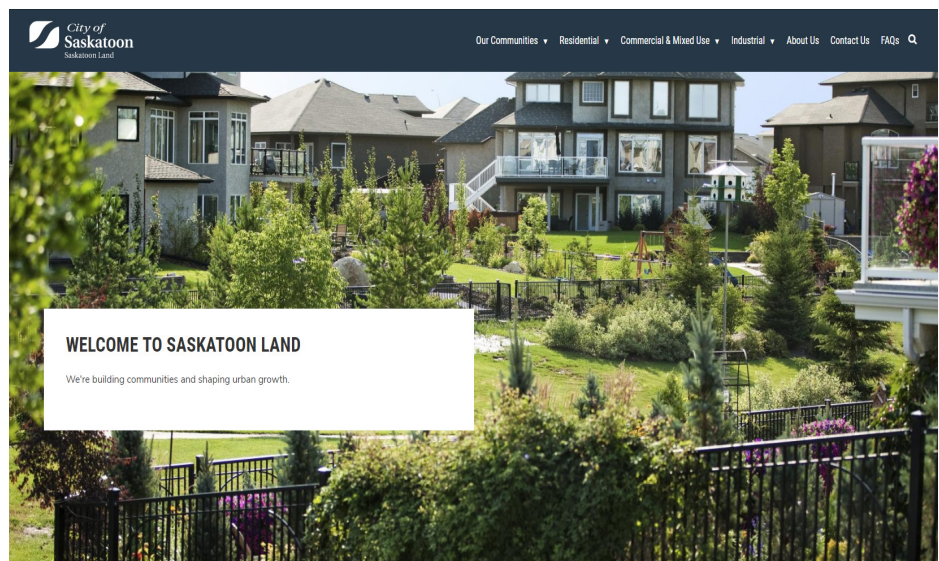 City of
Saskatoon
Saskatoon Land
Our Communities ▼ Residential ▼ Commercial & Mixed Use ▼ Industrial ▼ About Us Contact Us FAQs
WELCOME TO SASKATOON LAND
We're building communities and shaping urban growth.